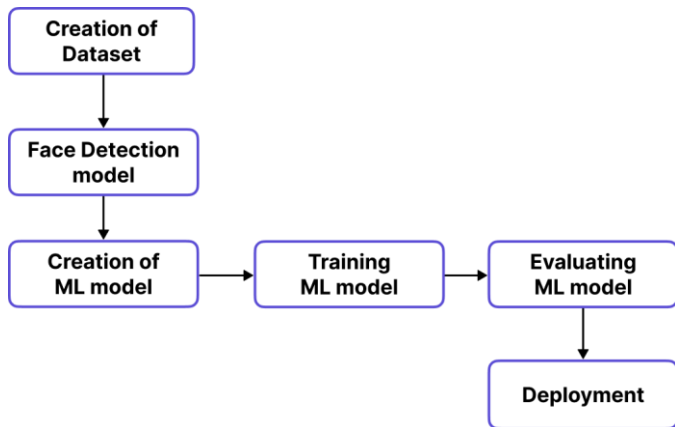 Creation of
Dataset
Face Detection
model
Creation of
ML model
Training
ML model
Evaluating
ML model
Deployment